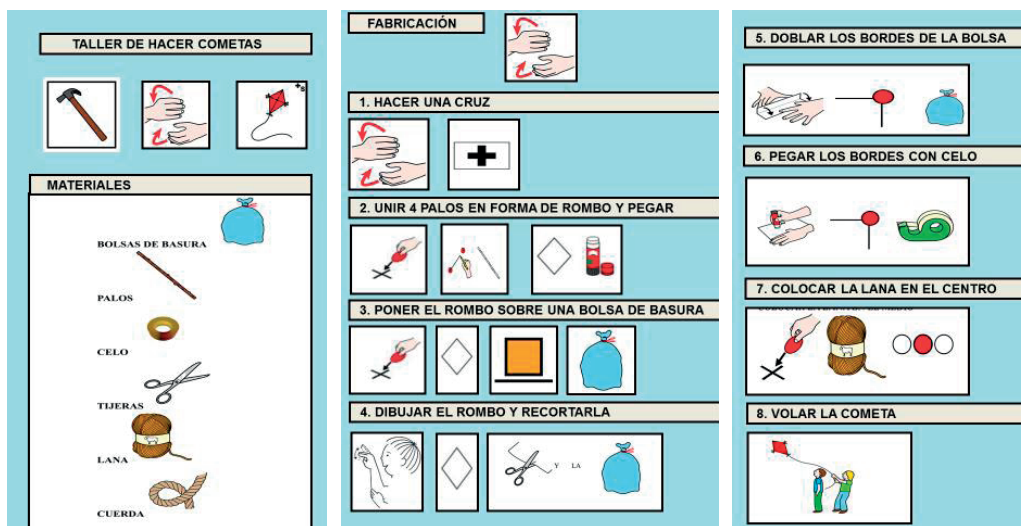 TALLER DE HACER COMETAS
+s
MATERIALES
BOLSAS DE BASURA
PALOS
CELO
TIJERAS
LANA
CUERDA
FABRICACIÓN
1. HACER UNA CRUZ
2. UNIR 4 PALOS EN FORMA DE ROMBO Y PEGAR
3. PONER EL ROMBO SOBRE UNA BOLSA DE BASURA
4. DIBUJAR EL ROMBO Y RECORTARLA
Y LA
5. DOBLAR LOS BORDES DE LA BOLSA
6. PEGAR LOS BORDES CON CELO
7. COLOCAR LA LANA EN EL CENTRO
8. VOLAR LA COMETA